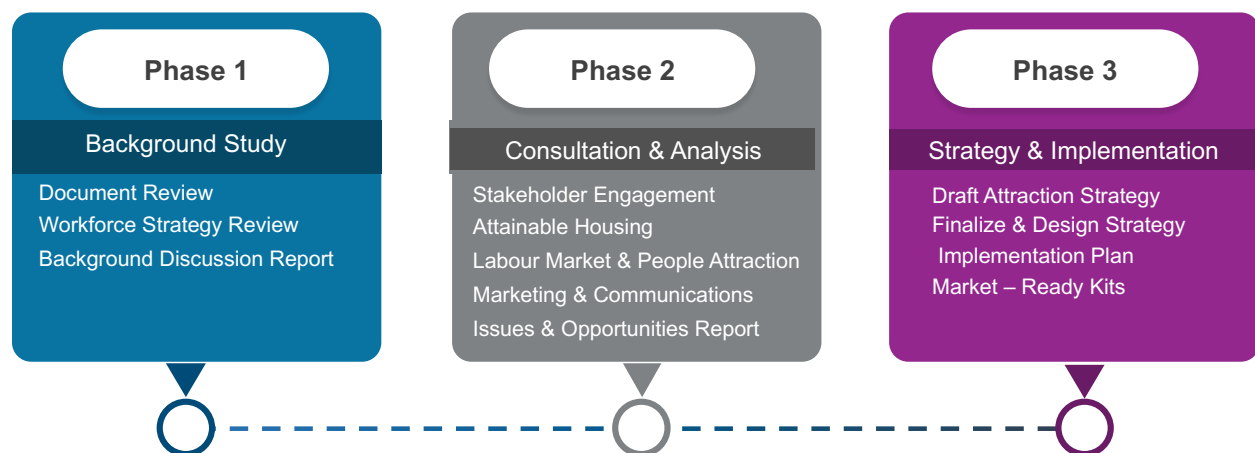 Phase 1
Background Study
Document Review
Workforce Strategy Review
Background Discussion Report
Phase 2
Consultation & Analysis
Stakeholder Engagement
Attainable Housing
Labour Market & People Attraction
Marketing & Communications
Issues & Opportunities Report
Phase 3
Strategy & Implementation
Draft Attraction Strategy
Finalize & Design Strategy
Implementation Plan
Market – Ready Kits